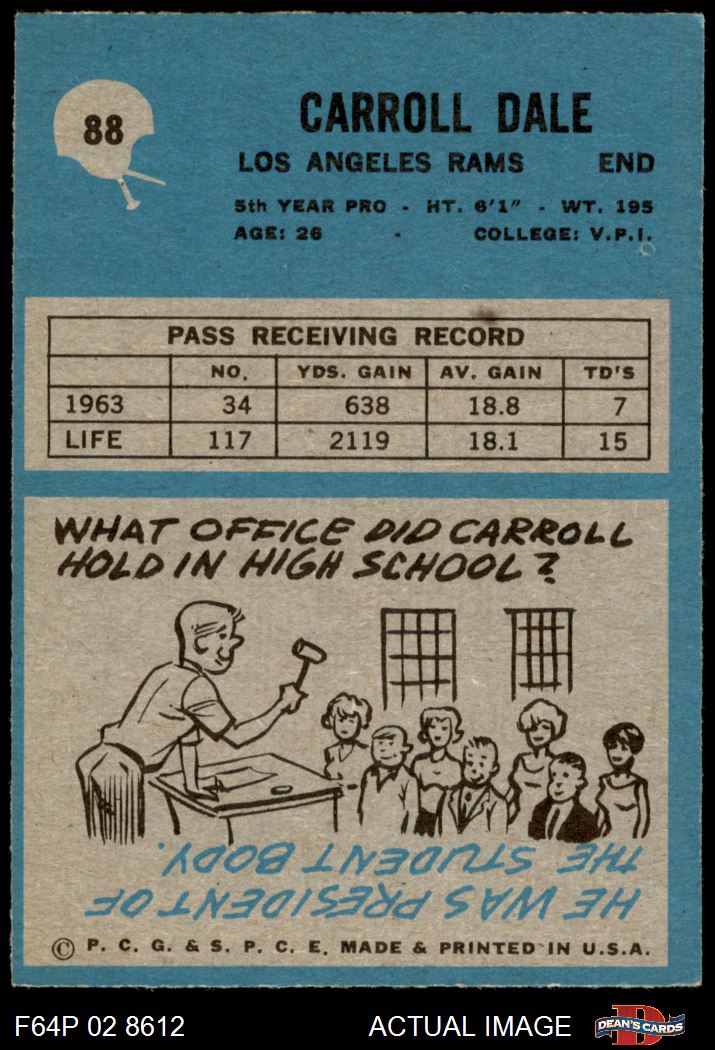 88
CARROLL DALE
LOS ANGELES RAMS END
5th YEAR PRO - HT. 6'1" - WT. 195
AGE: 26 - COLLEGE: V.P.I.
PASS RECEIVING RECORD
NO. YDS. GAIN AV. GAIN TD'S
1963 34 638 18.8 7
LIFE 117 2119 18.1 15
WHAT OFFICE DID CARROLL
HOLD IN HIGH SCHOOL?
HE WAS PRESIDENT OF
THE STUDENT BODY.
© P. C. G. & S. P. C. E. MADE & PRINTED IN U.S.A.
F64P 02 8612 ACTUAL IMAGE
D
DEAN'S CARDS